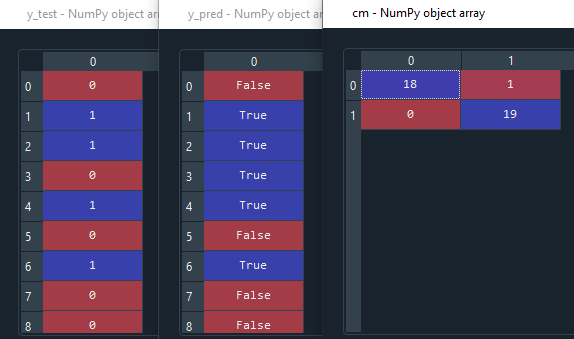 y_test - NumPy object arr
0
0 0
1 1
2 1
3 0
4 1
5 0
6 1
7 0
8 0
y_pred - NumPy object arr
0
0 False
1 True
2 True
3 True
4 True
5 False
6 True
7 False
8 False
cm - NumPy object array
0 1
0 18 1
1 0 19